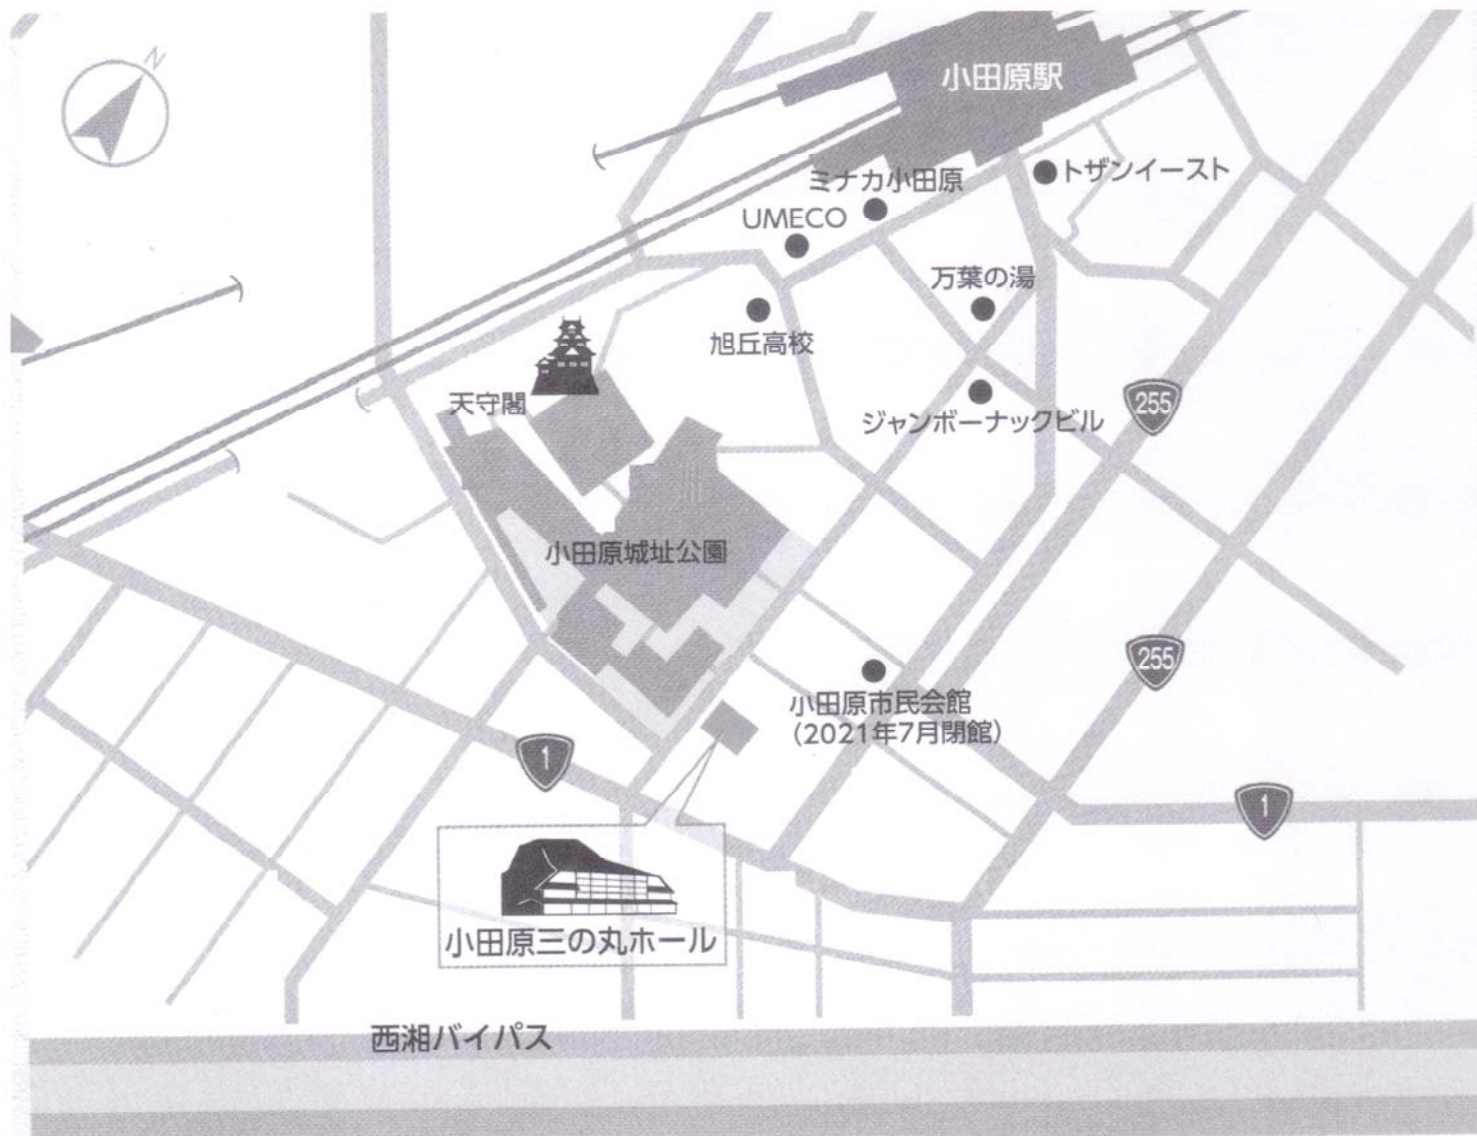 N
小田原駅
トザンイースト
ミナカ小田原
UMECO
万葉の湯
旭丘高校
天守閣
ジャンボーナックビル
255
小田原城址公園
255
小田原市民会館
(2021年7月閉館)
1
1
小田原三の丸ホール
西湘バイパス